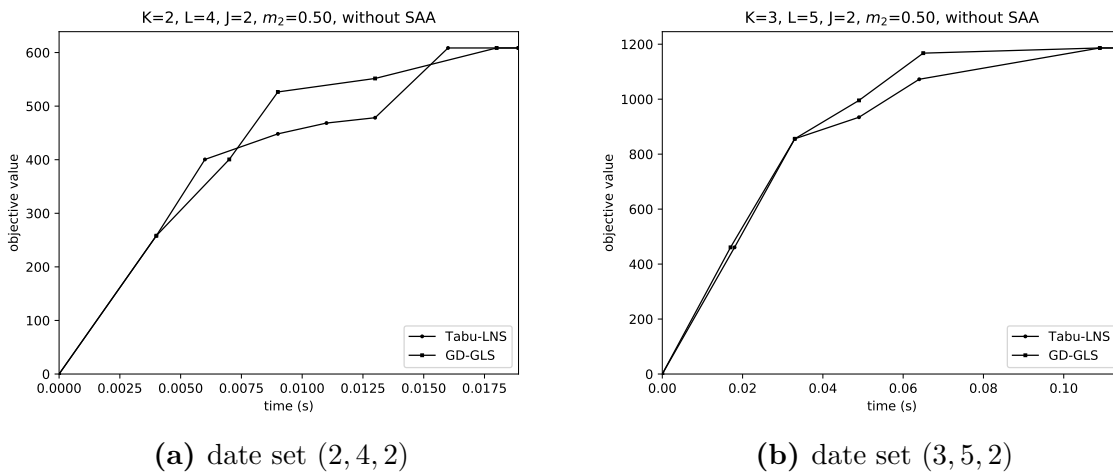 K=2, L=4, J=2, m₂=0.50, without SAA
600
500
400
300
200
100
0
objective value
0.0000 0.0025 0.0050 0.0075 0.0100 0.0125 0.0150 0.0175
time (s)
Tabu-LNS
GD-GLS
(a) date set (2, 4, 2)
K=3, L=5, J=2, m₂=0.50, without SAA
1200
1000
800
600
400
200
0
objective value
0.00 0.02 0.04 0.06 0.08 0.10
time (s)
Tabu-LNS
GD-GLS
(b) date set (3, 5, 2)